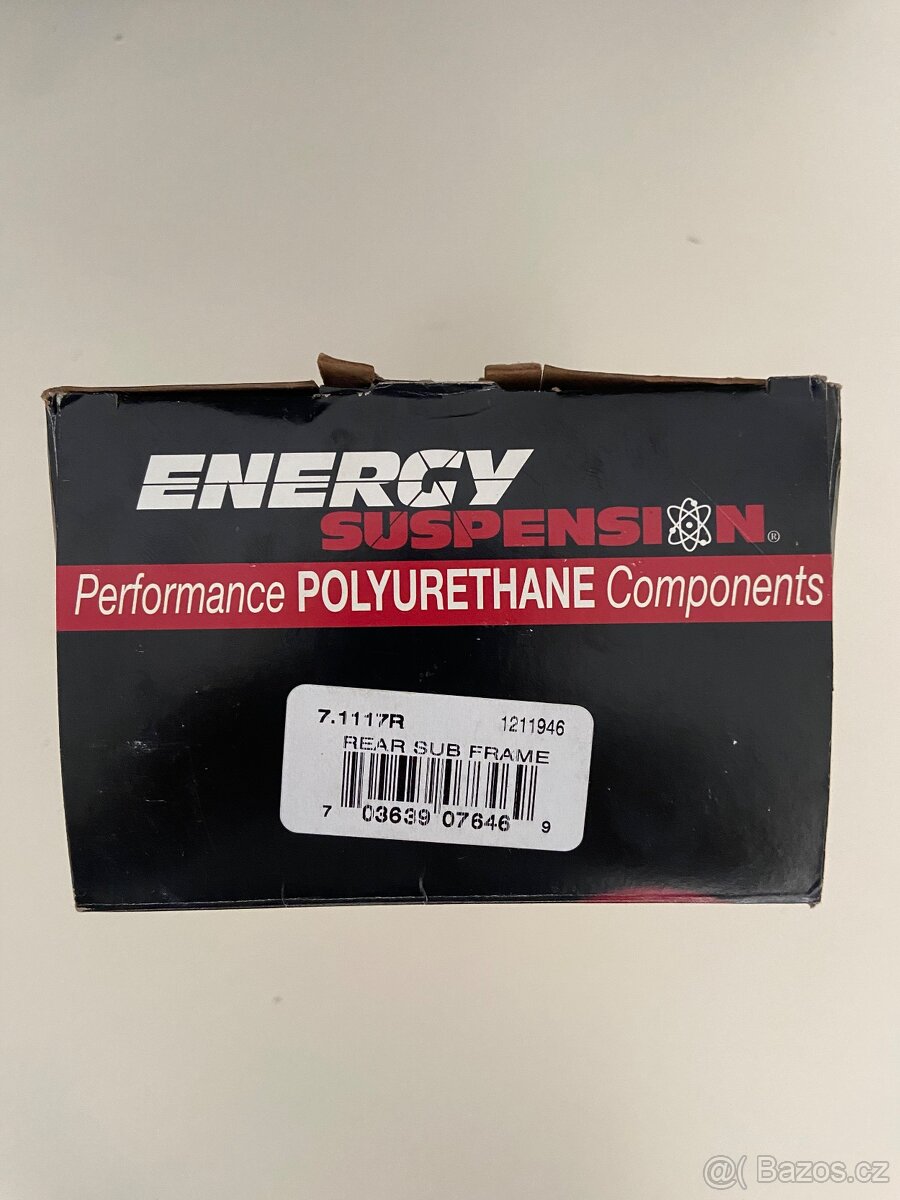 ENERGY
SUSPENSION®
Performance POLYURETHANE Components
7.1117R 1211946
REAR SUB FRAME
7 03639 07646 9
@( Bazos.cz